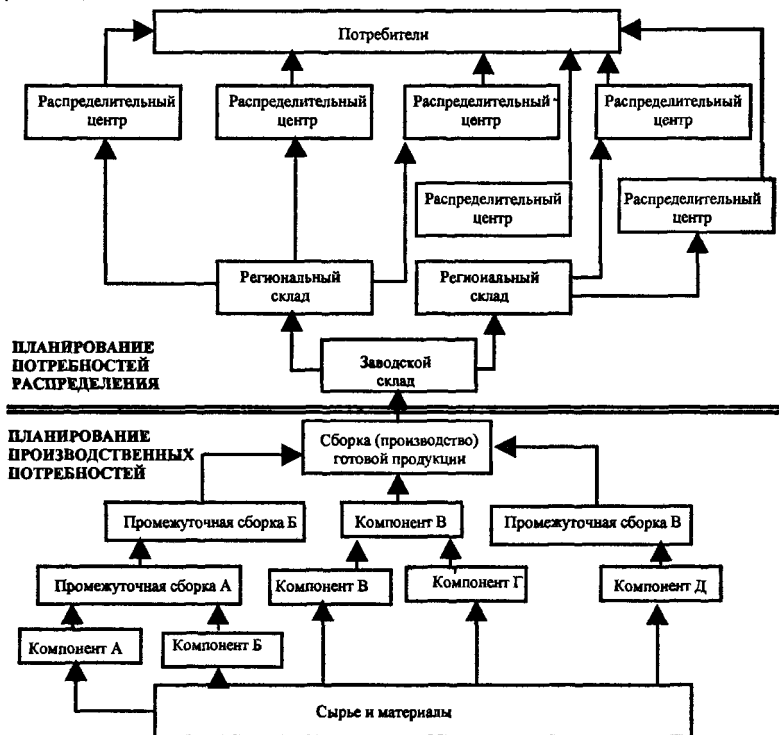 Потребители
Распределительный
центр
Распределительный
центр
Распределительный
центр
Распределительный
центр
Распределительный
центр
Распределительный
центр
Региональный
склад
Региональный
склад
ПЛАНИРОВАНИЕ
ПОТРЕБНОСТЕЙ
РАСПРЕДЕЛЕНИЯ
Заводской
склад
ПЛАНИРОВАНИЕ
ПРОИЗВОДСТВЕННЫХ
ПОТРЕБНОСТЕЙ
Сборка (производство)
готовой продукции
Промежуточная сборка Б
Компонент В
Промежуточная сборка В
Промежуточная сборка А
Компонент В
Компонент Г
Компонент Д
Компонент А
Компонент Б
Сырье и материалы